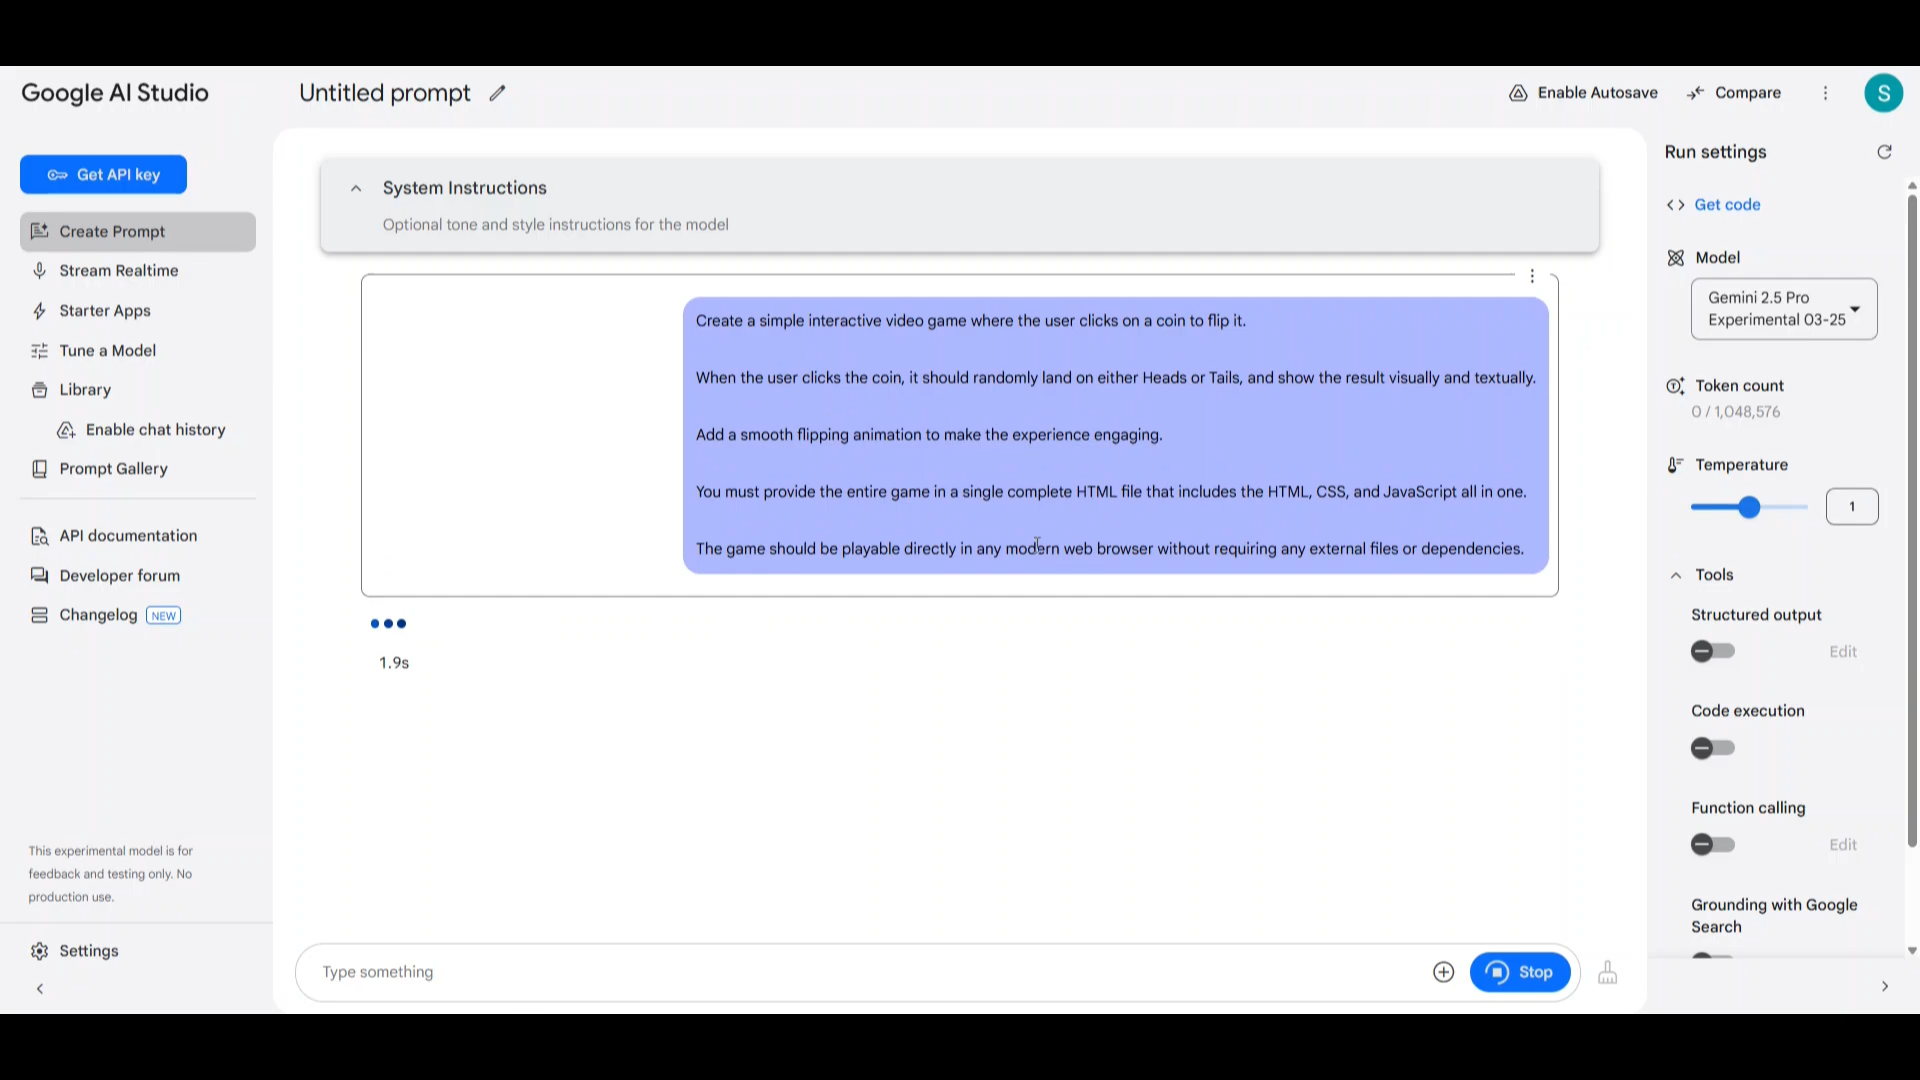 Google AI Studio
Untitled prompt
Enable Autosave
Compare
S
Get API key
Create Prompt
Stream Realtime
Starter Apps
Tune a Model
Library
Enable chat history
Prompt Gallery
API documentation
Developer forum
Changelog NEW
This experimental model is for
feedback and testing only. No
production use.
Settings
System Instructions
Optional tone and style instructions for the model
Create a simple interactive video game where the user clicks on a coin to flip it.
When the user clicks the coin, it should randomly land on either Heads or Tails, and show the result visually and textually.
Add a smooth flipping animation to make the experience engaging.
You must provide the entire game in a single complete HTML file that includes the HTML, CSS, and JavaScript all in one.
The game should be playable directly in any modern web browser without requiring any external files or dependencies.
1.9s
Type something
Stop
Run settings
Get code
Model
Gemini 2.5 Pro
Experimental 03-25
Token count
0 / 1,048,576
Temperature
1
Tools
Structured output
Edit
Code execution
Function calling
Edit
Grounding with Google
Search